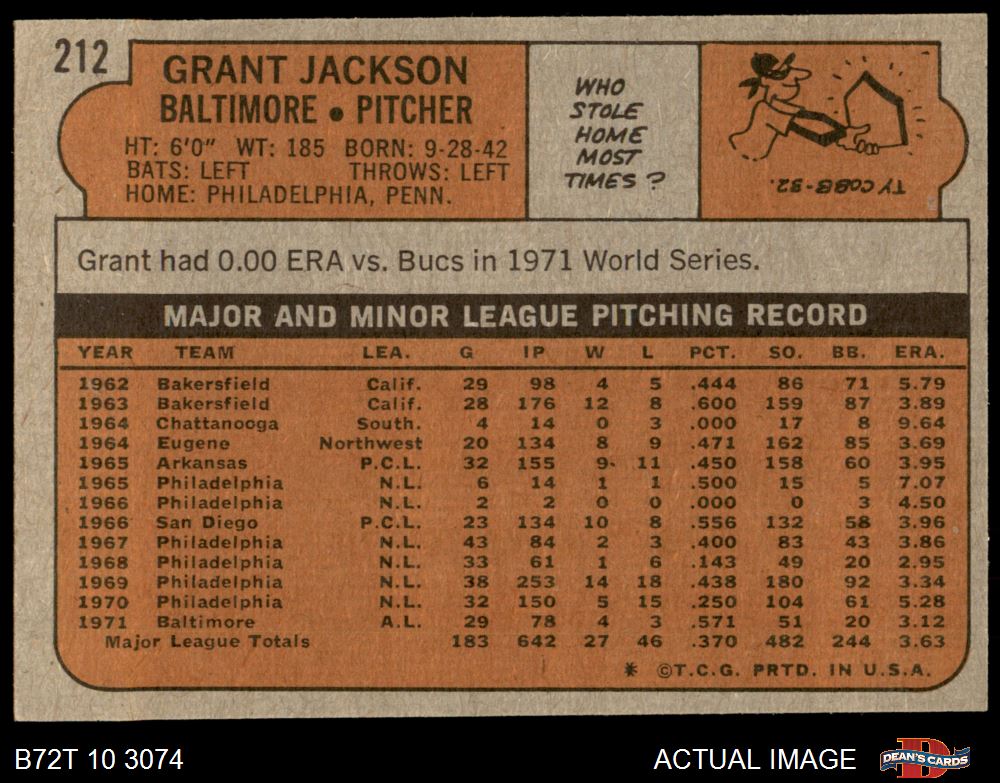 212
GRANT JACKSON
BALTIMORE • PITCHER
HT: 6'0" WT: 185 BORN: 9-28-42
BATS: LEFT THROWS: LEFT
HOME: PHILADELPHIA, PENN.
WHO
STOLE
HOME
MOST
TIMES?
TY COBB-32.
Grant had 0.00 ERA vs. Bucs in 1971 World Series.
MAJOR AND MINOR LEAGUE PITCHING RECORD
YEAR TEAM LEA. G IP W L PCT. SO. BB. ERA.
1962 Bakersfield Calif. 29 98 4 5 .444 86 71 5.79
1963 Bakersfield Calif. 28 176 12 8 .600 159 87 3.89
1964 Chattanooga South. 4 14 0 3 .000 17 8 9.64
1964 Eugene Northwest 20 134 8 9 .471 162 85 3.69
1965 Arkansas P.C.L. 32 155 9 11 .450 158 60 3.95
1965 Philadelphia N.L. 6 14 1 1 .500 15 5 7.07
1966 Philadelphia N.L. 2 2 0 0 .000 0 3 4.50
1966 San Diego P.C.L. 23 134 10 8 .556 132 58 3.96
1967 Philadelphia N.L. 43 84 2 3 .400 83 43 3.86
1968 Philadelphia N.L. 33 61 1 6 .143 49 20 2.95
1969 Philadelphia N.L. 38 253 14 18 .438 180 92 3.34
1970 Philadelphia N.L. 32 150 5 15 .250 104 61 5.28
1971 Baltimore A.L. 29 78 4 3 .571 51 20 3.12
Major League Totals 183 642 27 46 .370 482 244 3.63
* ©T.C.G. PRTD. IN U.S.A.
B72T 10 3074
ACTUAL IMAGE
D
DEAN'S CARDS